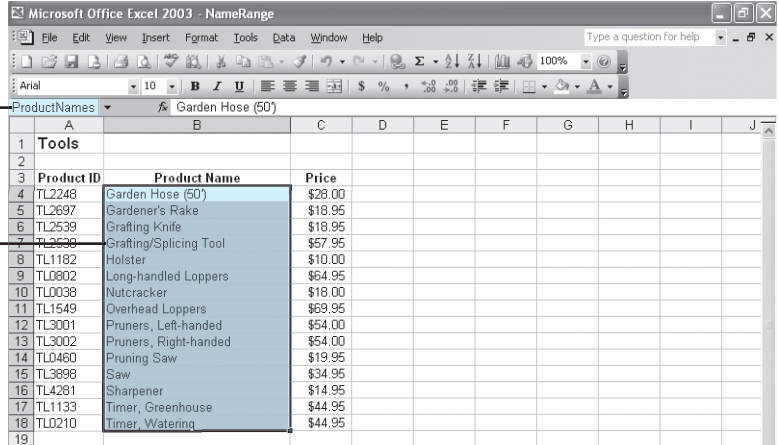 Microsoft Office Excel 2003 - NameRange
File Edit View Insert Format Tools Data Window Help Type a question for help
100%
Arial 10 B I U $ % ,
ProductNames fx Garden Hose (50')
A B C D E F G H I J
1 Tools
2
3 Product ID Product Name Price
4 TL2248 Garden Hose (50') $28.00
5 TL2697 Gardener's Rake $18.95
6 TL2539 Grafting Knife $18.95
7 TL2538 Grafting/Splicing Tool $57.95
8 TL1182 Holster $10.00
9 TL0802 Long-handled Loppers $64.95
10 TL0038 Nutcracker $18.00
11 TL1549 Overhead Loppers $69.95
12 TL3001 Pruners, Left-handed $54.00
13 TL3002 Pruners, Right-handed $54.00
14 TL0460 Pruning Saw $19.95
15 TL3898 Saw $34.95
16 TL4281 Sharpener $14.95
17 TL1133 Timer, Greenhouse $44.95
18 TL0210 Timer, Watering $44.95
19